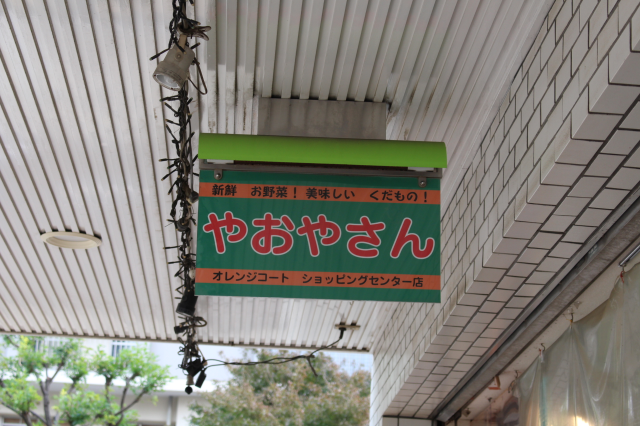 新鮮　お野菜！美味しい　くだもの！
やおやさん
オレンジコート　ショッピングセンター店